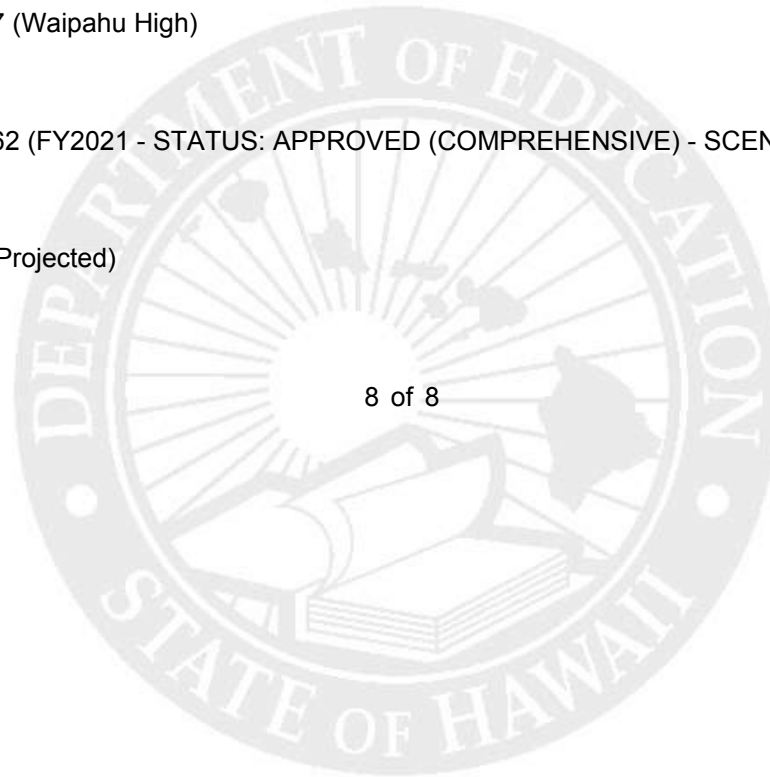 7 (Waipahu High)
62 (FY2021 - STATUS: APPROVED (COMPREHENSIVE) - SCEN
Projected)
8 of 8
DEPARTMENT OF EDUCATION
STATE OF HAWAII